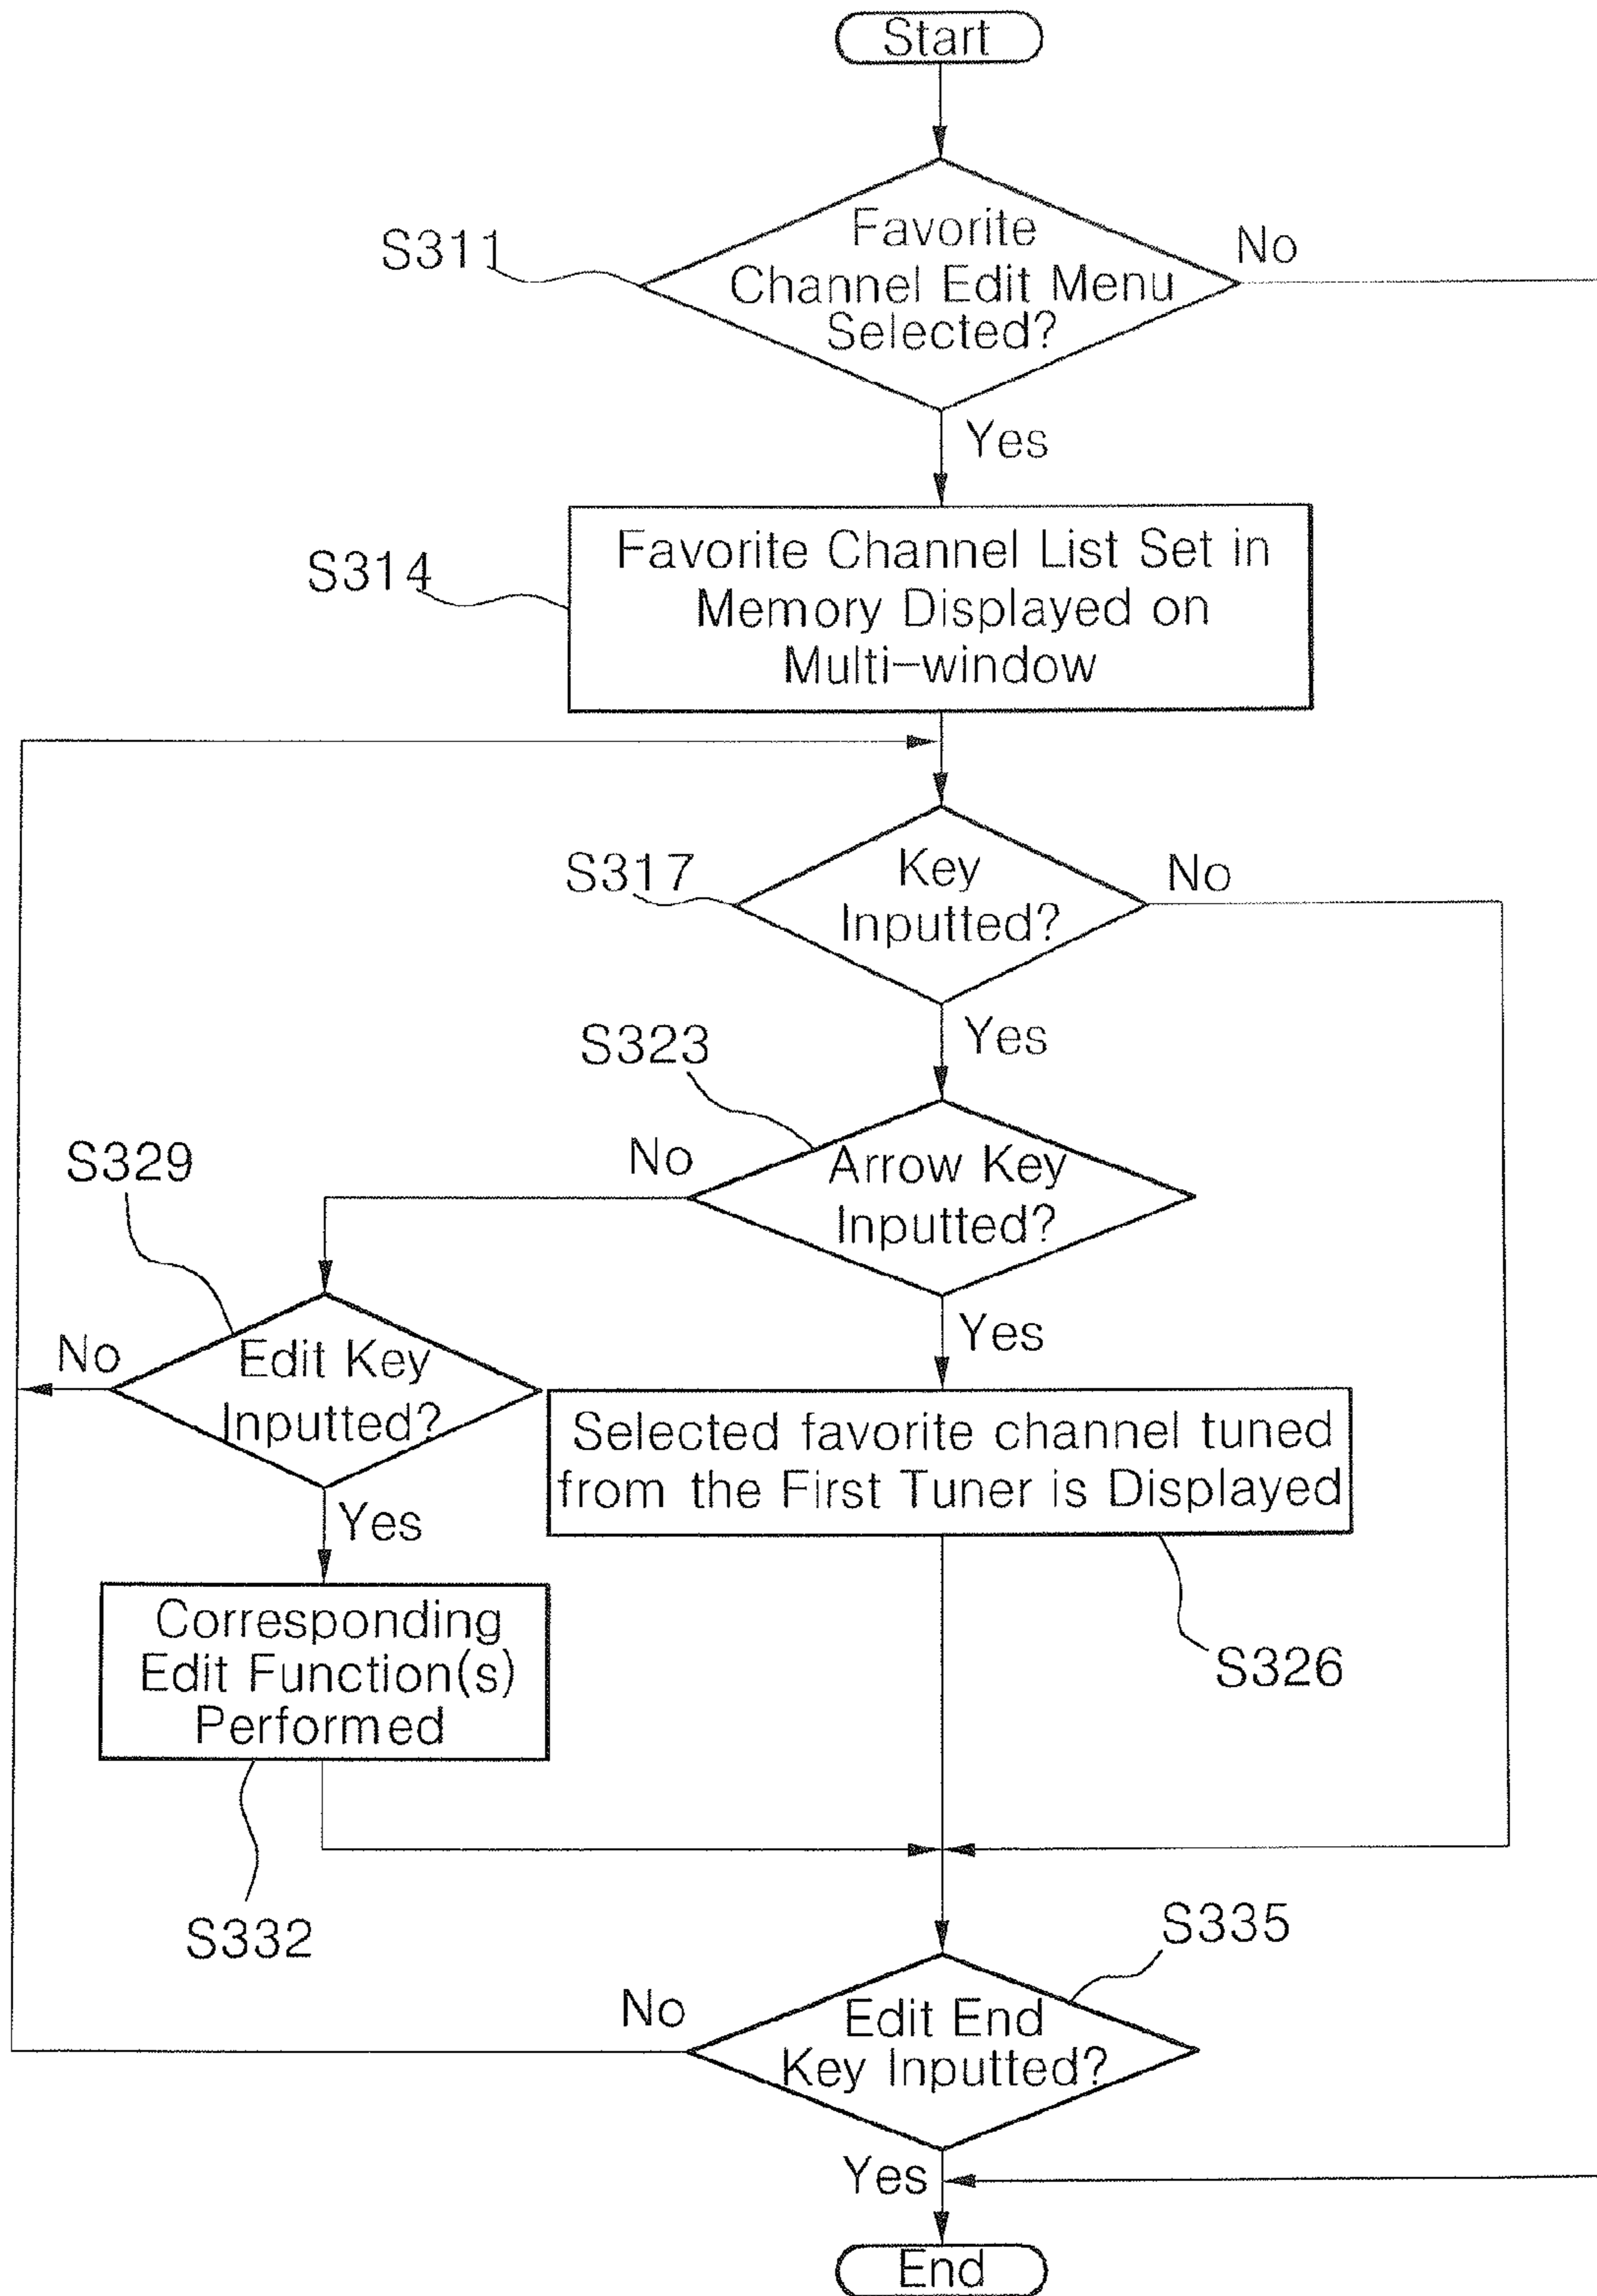 Start
S311
Favorite
Channel Edit Menu
Selected?
No
Yes
S314
Favorite Channel List Set in
Memory Displayed on
Multi-window
S317
Key
Inputted?
No
Yes
S323
No
Arrow Key
Inputted?
S329
Yes
No
Edit Key
Inputted?
Selected favorite channel tuned
from the First Tuner is Displayed
Yes
Corresponding
Edit Function(s)
Performed
S326
S332
S335
No
Edit End
Key Inputted?
Yes
End